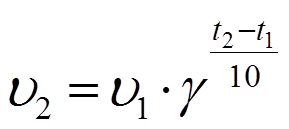 υ₂ = υ₁ · γ^((t₂−t₁)/10)